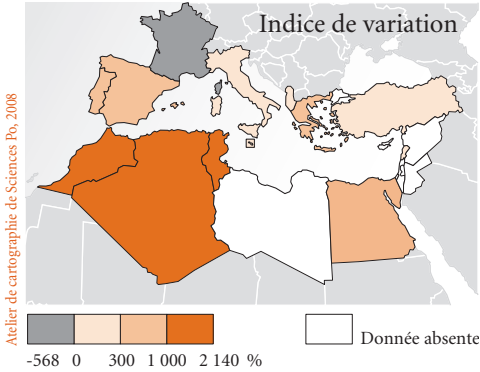 Indice de variation
Atelier de cartographie de Sciences Po, 2008
-568 0 300 1 000 2 140 %
Donnée absente